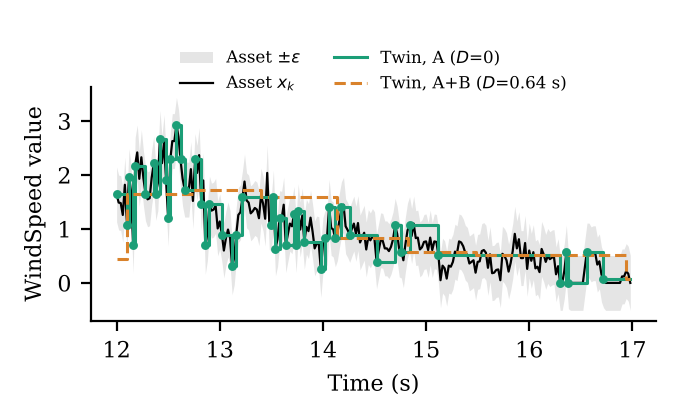 Asset ±ε
Asset xₖ
Twin, A (D=0)
Twin, A+B (D=0.64 s)
WindSpeed value
3
2
1
0
12 13 14 15 16 17
Time (s)